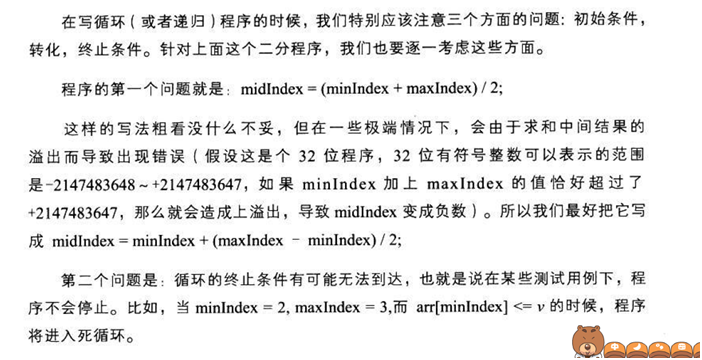 在写循环（或者递归）程序的时候，我们特别应该注意三个方面的问题：初始条件，
转化，终止条件。针对上面这个二分程序，我们也要逐一考虑这些方面。
程序的第一个问题就是：midIndex = (minIndex + maxIndex) / 2;
这样的写法粗看没什么不妥，但在一些极端情况下，会由于求和中间结果的
溢出而导致出现错误（假设这是个 32 位程序，32 位有符号整数可以表示的范围
是-2147483648～+2147483647，如果 minIndex 加上 maxIndex 的值恰好超过了
+2147483647，那么就会造成上溢出，导致 midIndex 变成负数）。所以我们最好把它写
成 midIndex = minIndex + (maxIndex - minIndex) / 2;
第二个问题是：循环的终止条件有可能无法到达，也就是说在某些测试用例下，程
序不会停止。比如，当 minIndex = 2, maxIndex = 3,而 arr[minIndex] <= v 的时候，程序
将进入死循环。